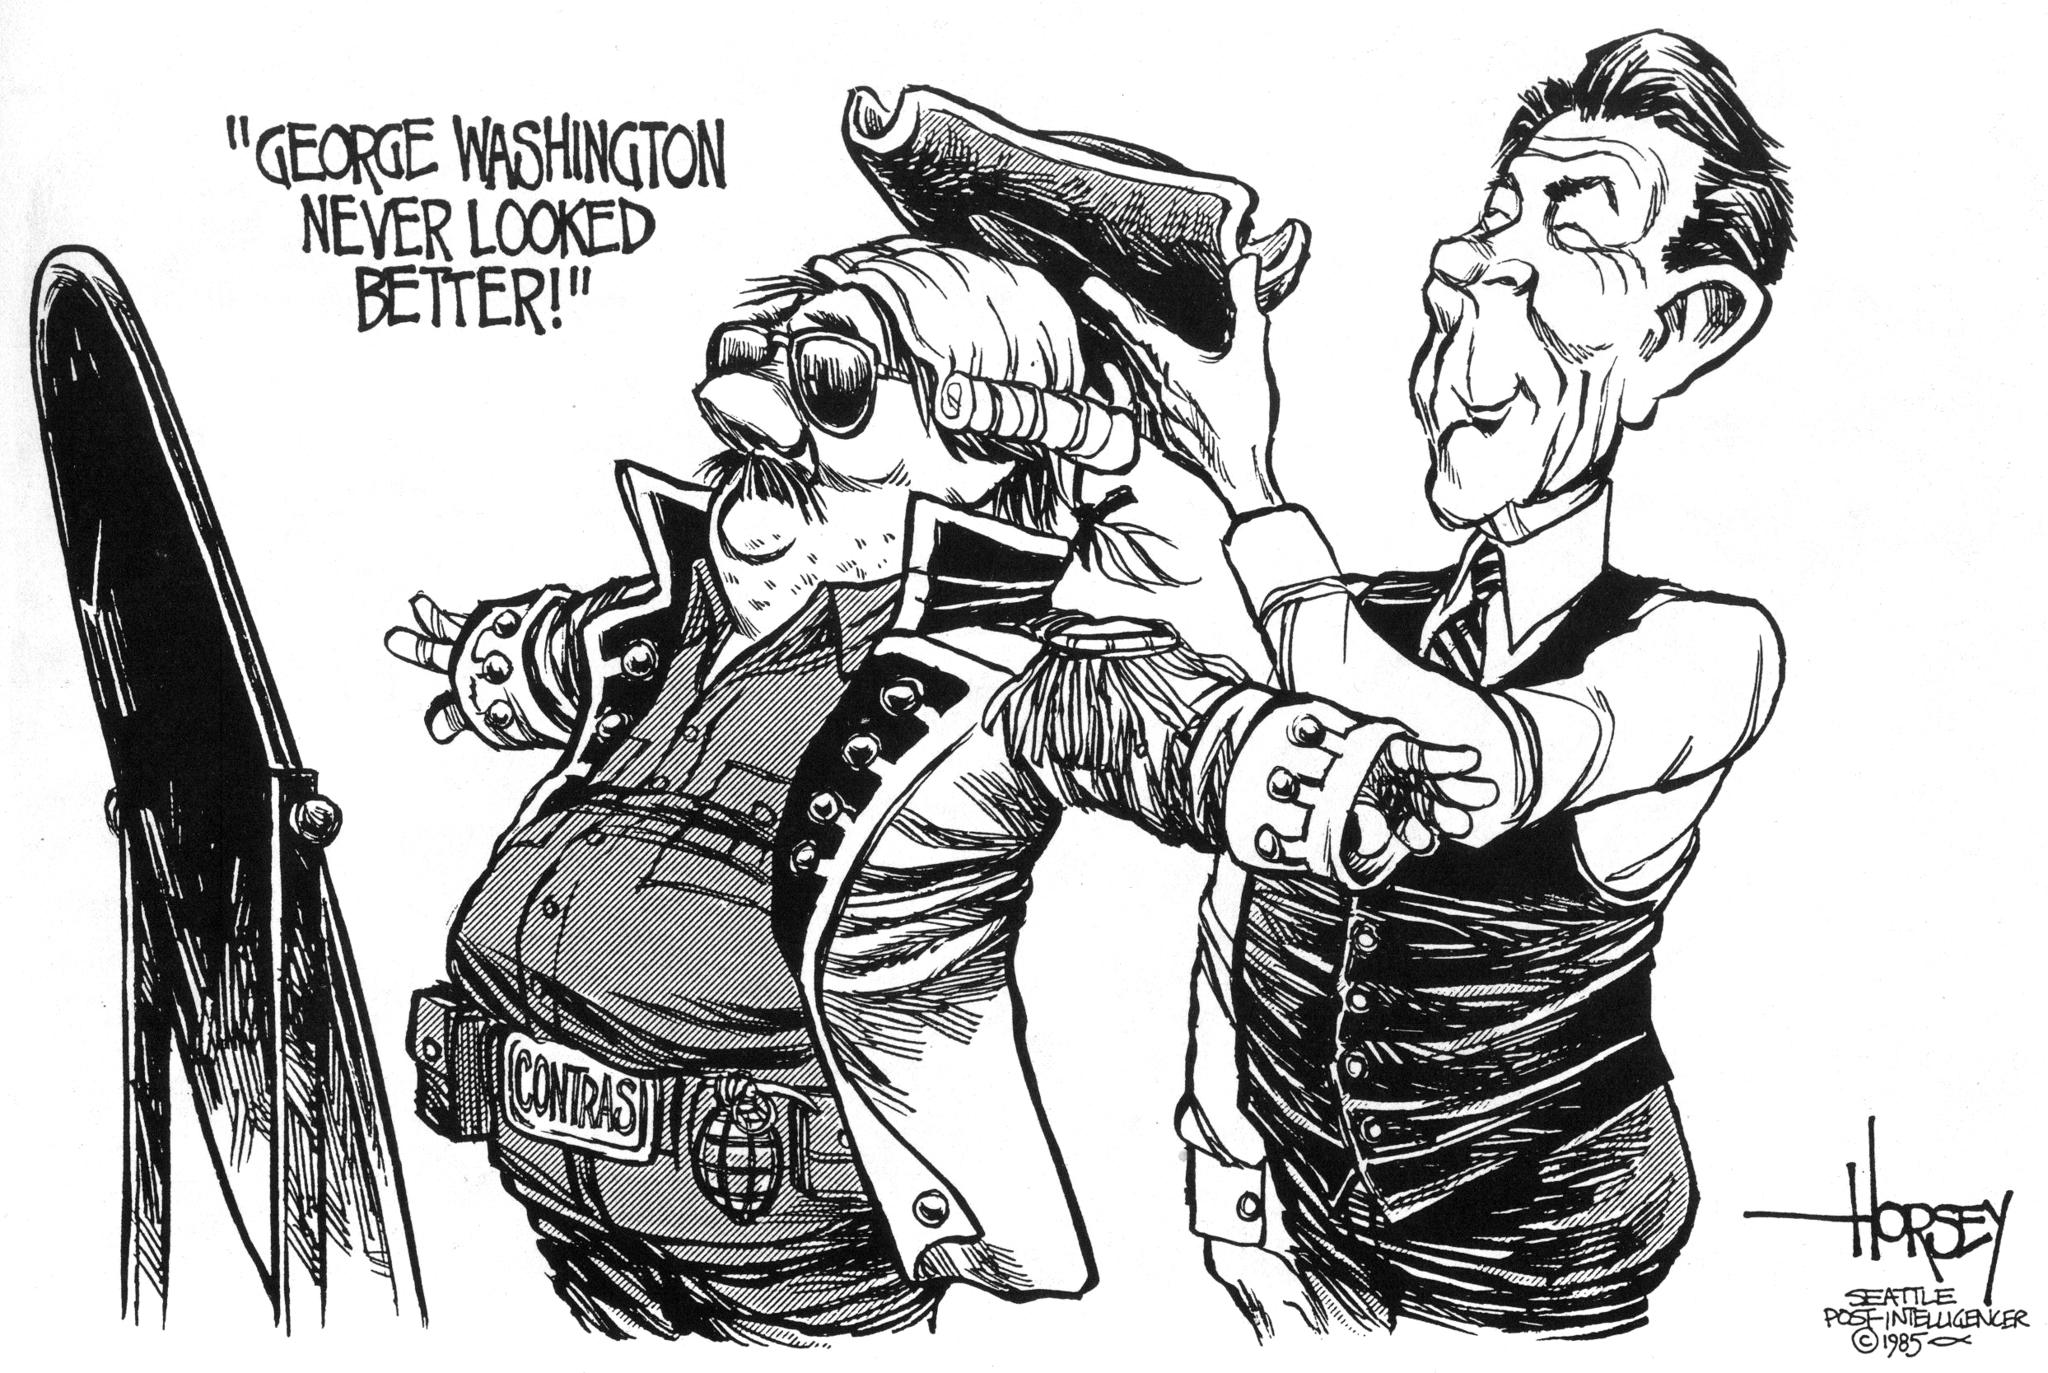 "GEORGE WASHINGTON
NEVER LOOKED
BETTER!"
CONTRAS
HORSEY
SEATTLE
POST-INTELLIGENCER
©1985